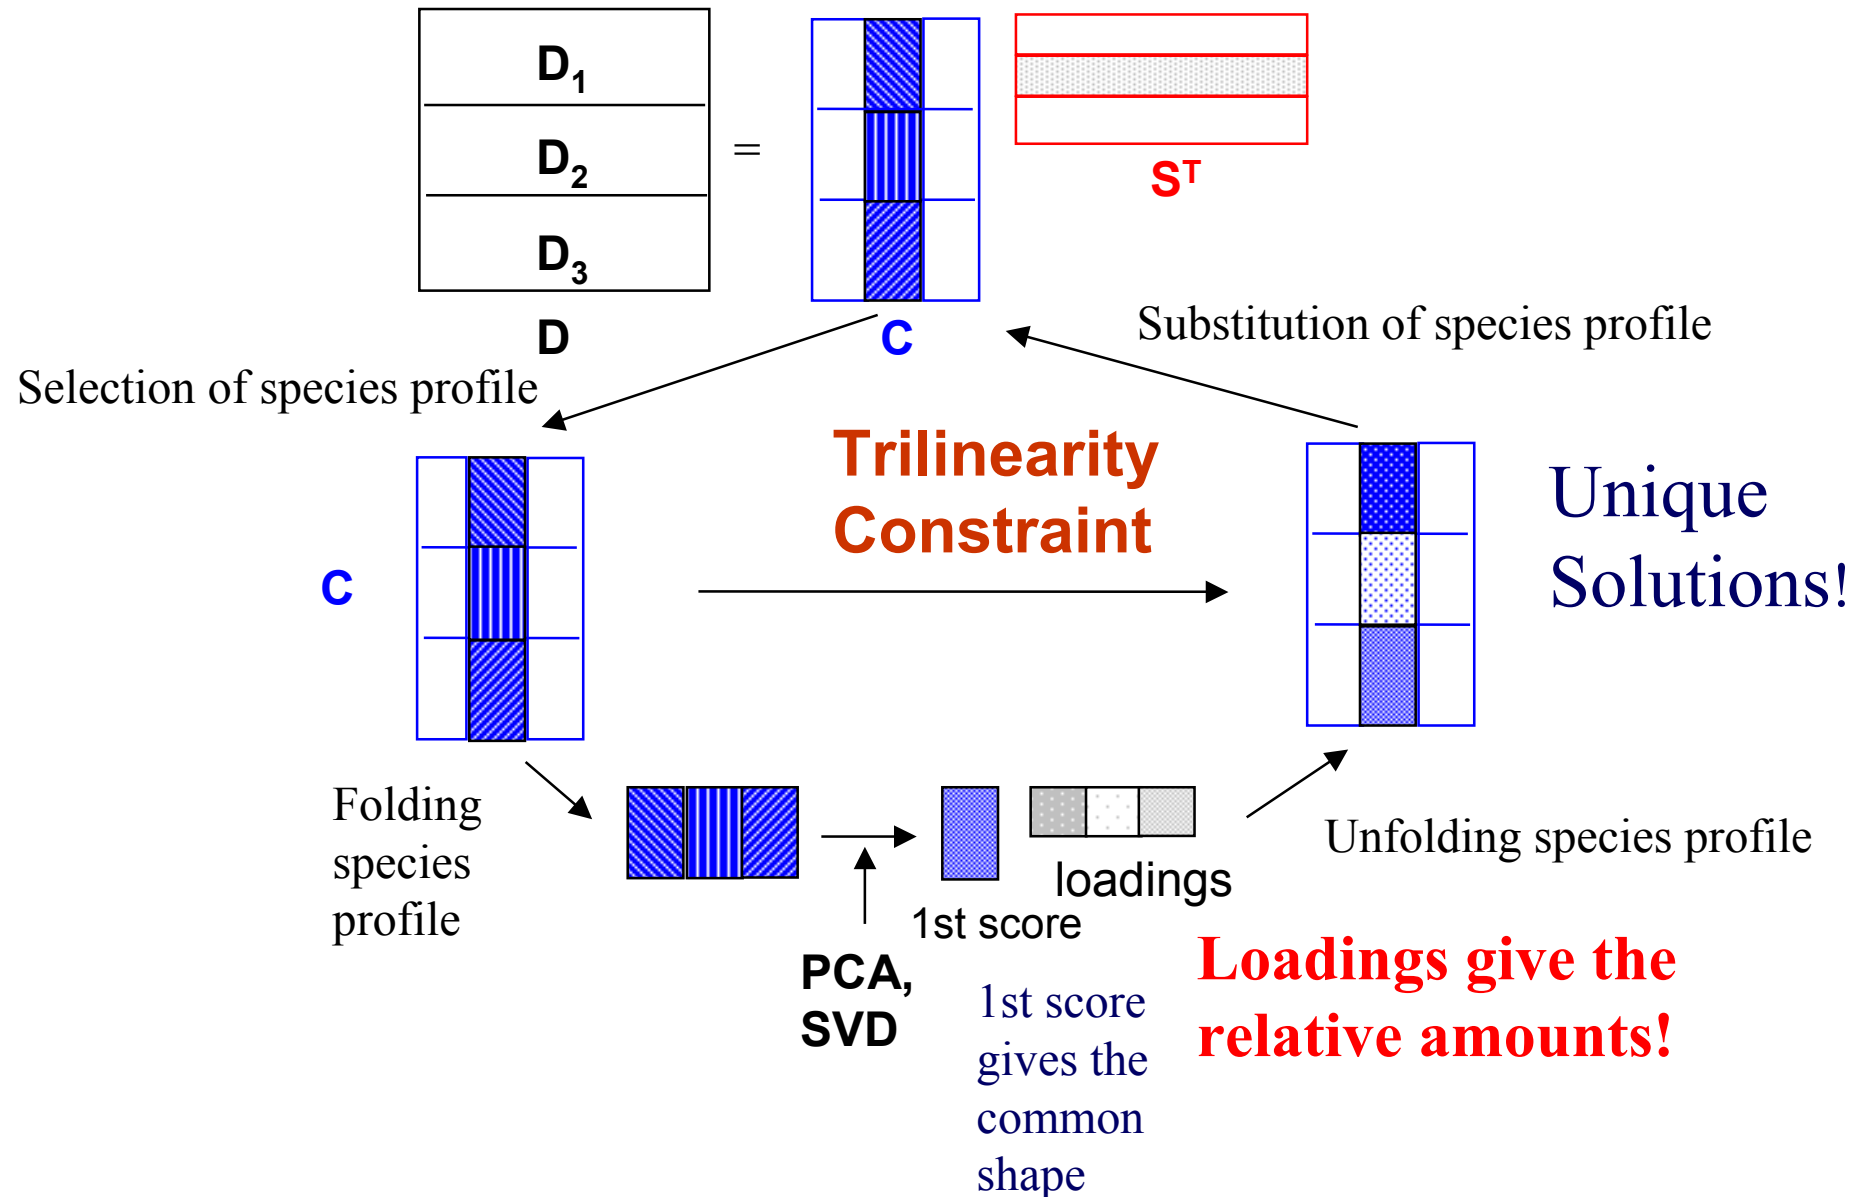 D₁
D₂
D₃
D
=
C
Sᵀ
Selection of species profile
Substitution of species profile
C
Trilinearity
Constraint
Unique
Solutions!
Folding
species
profile
PCA,
SVD
1st score
loadings
Unfolding species profile
1st score
gives the
common
shape
Loadings give the
relative amounts!